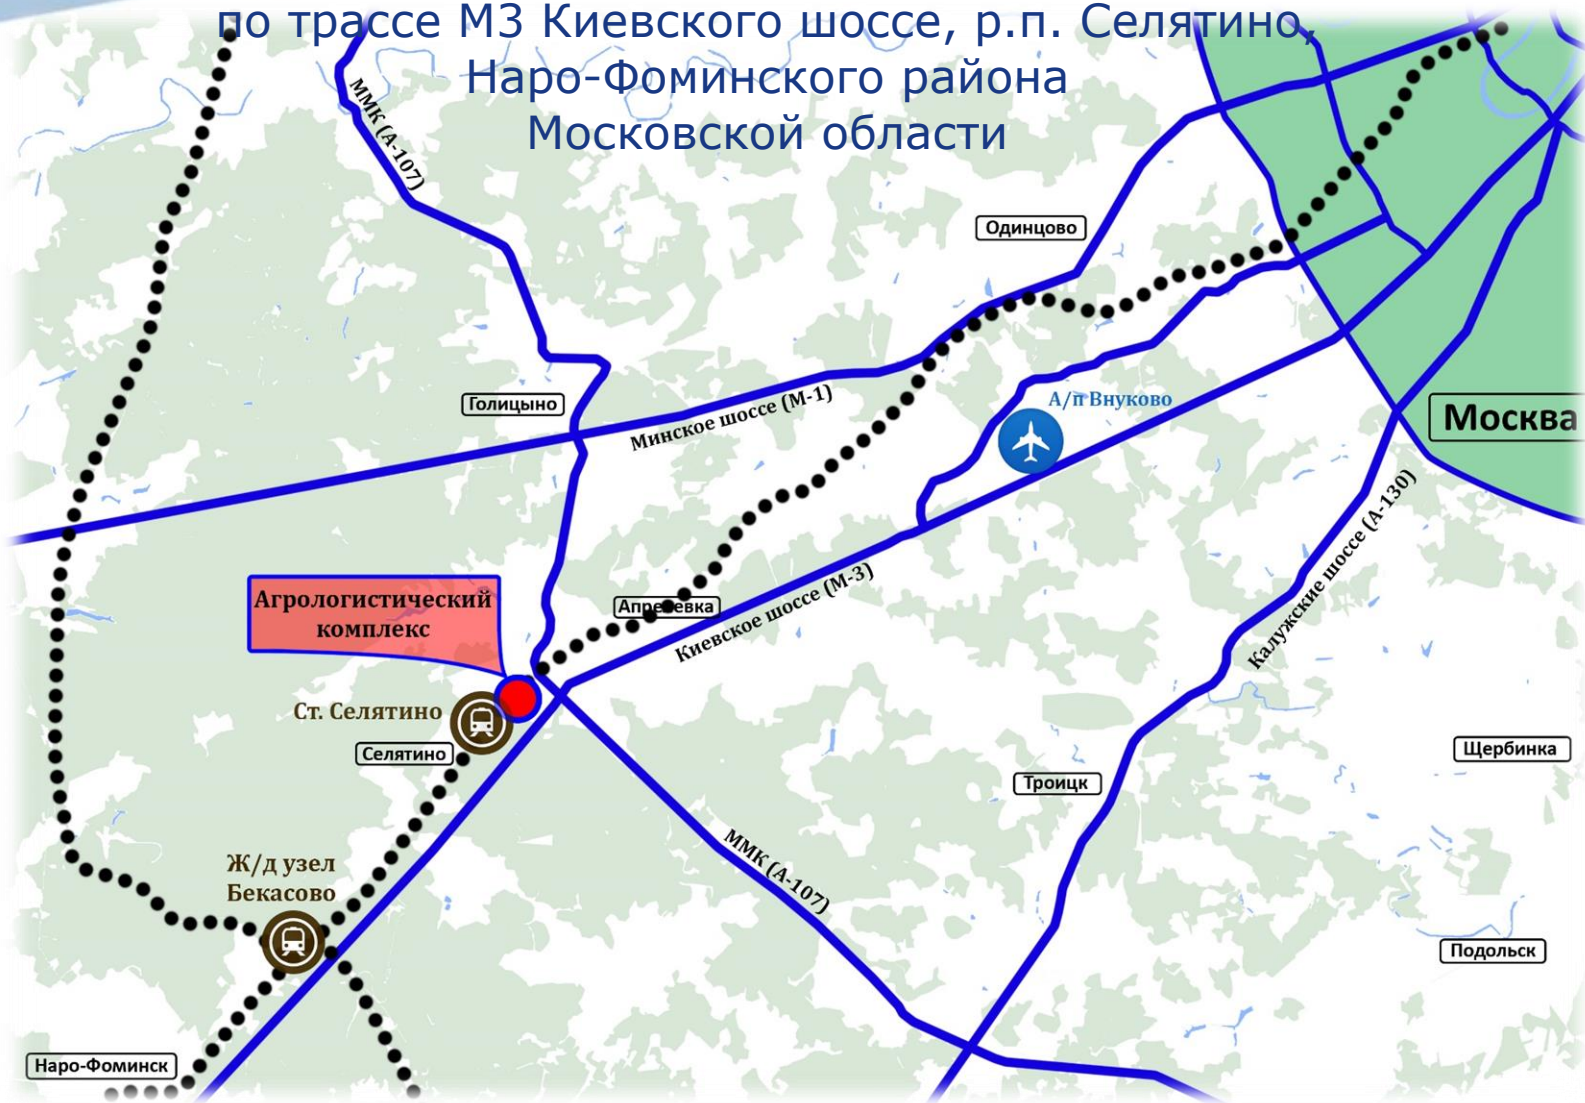 по трассе М3 Киевского шоссе, р.п. Селятино,
Наро-Фоминского района
Московской области
ММК (А-107)
Одинцово
А/п Внуково
Голицыно
Минское шоссе (М-1)
Москва
Калужские шоссе (А-130)
Агрологистический
комплекс
Апрелевка
Киевское шоссе (М-3)
Ст. Селятино
Селятино
Щербинка
Троицк
Ж/д узел
Бекасово
ММК (А-107)
Подольск
Наро-Фоминск